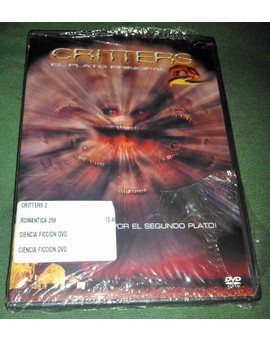 CRITTERS
EL PLATO PRINCIPAL 2
CRITTERS 2
ROMANTICA 259
CIENCIA FICCION DVD
CIENCIA FICCION DVD
POR EL SEGUNDO PLATO!
DVD